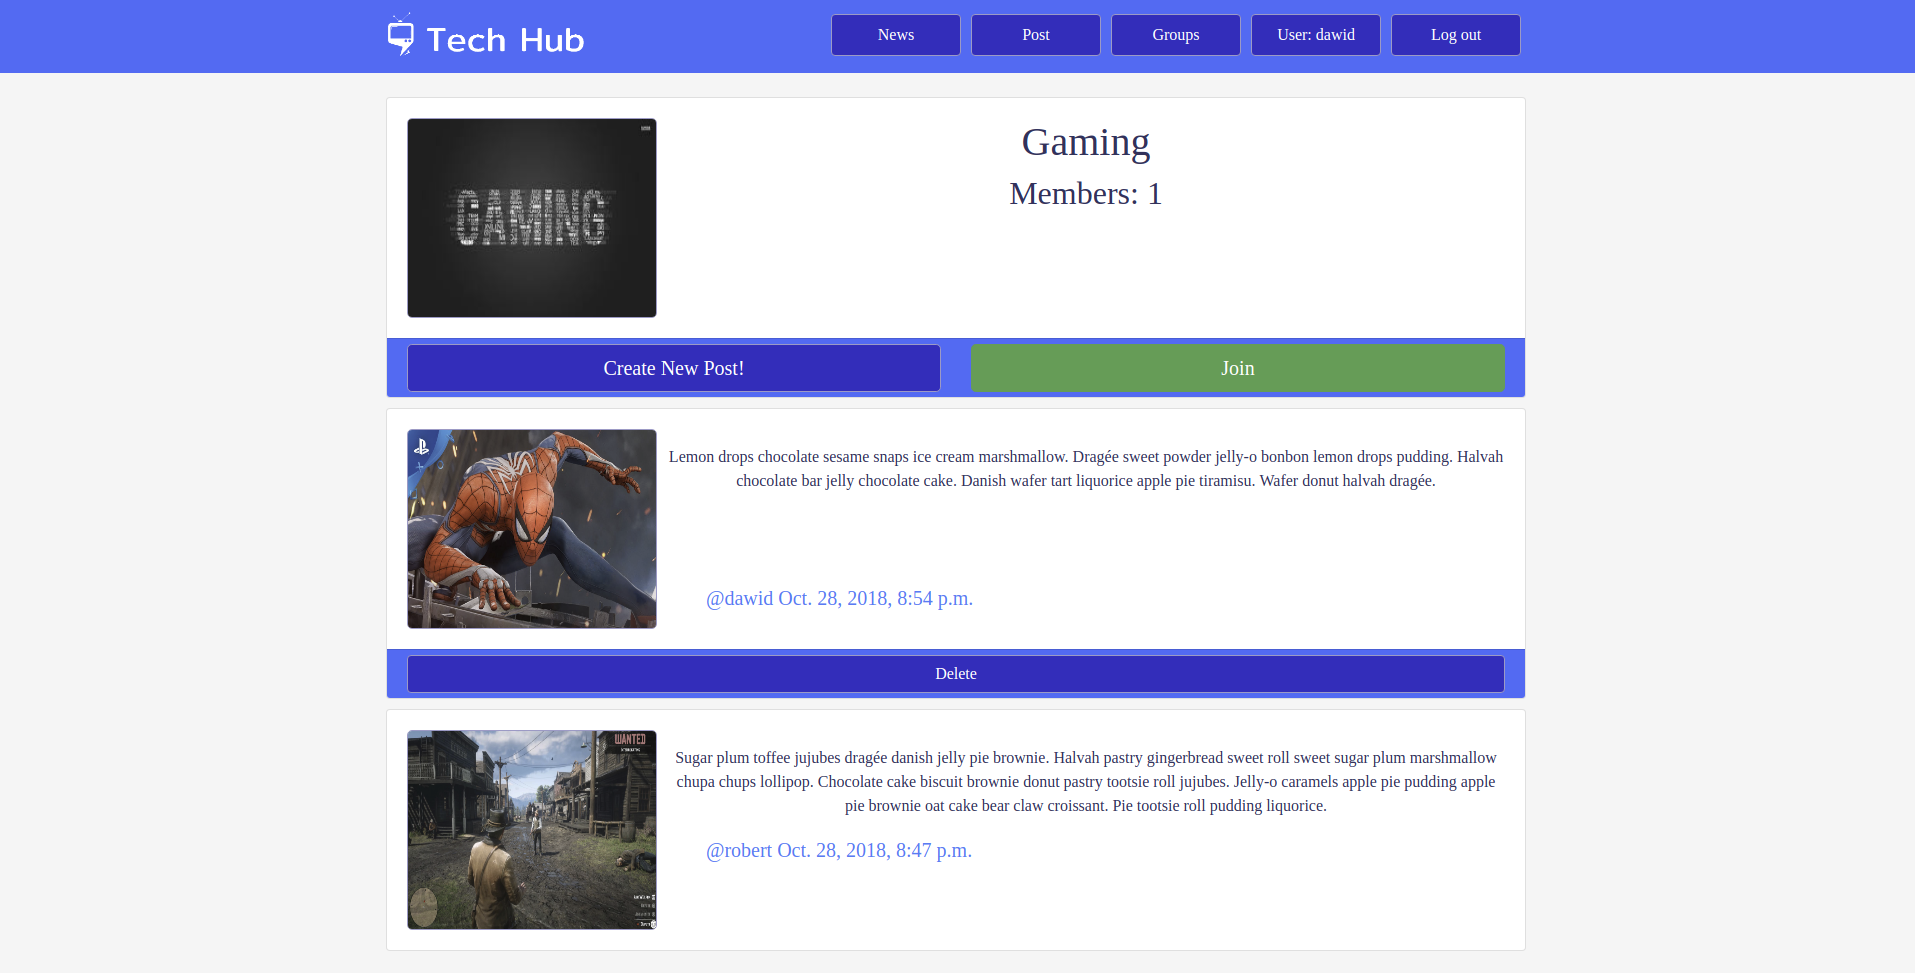 Tech Hub
News
Post
Groups
User: dawid
Log out
GAMING
Gaming
Members: 1
Create New Post!
Join
Lemon drops chocolate sesame snaps ice cream marshmallow. Dragée sweet powder jelly-o bonbon lemon drops pudding. Halvah
chocolate bar jelly chocolate cake. Danish wafer tart liquorice apple pie tiramisu. Wafer donut halvah dragée.
@dawid Oct. 28, 2018, 8:54 p.m.
Delete
WANTED
Sugar plum toffee jujubes dragée danish jelly pie brownie. Halvah pastry gingerbread sweet roll sweet sugar plum marshmallow
chupa chups lollipop. Chocolate cake biscuit brownie donut pastry tootsie roll jujubes. Jelly-o caramels apple pie pudding apple
pie brownie oat cake bear claw croissant. Pie tootsie roll pudding liquorice.
@robert Oct. 28, 2018, 8:47 p.m.